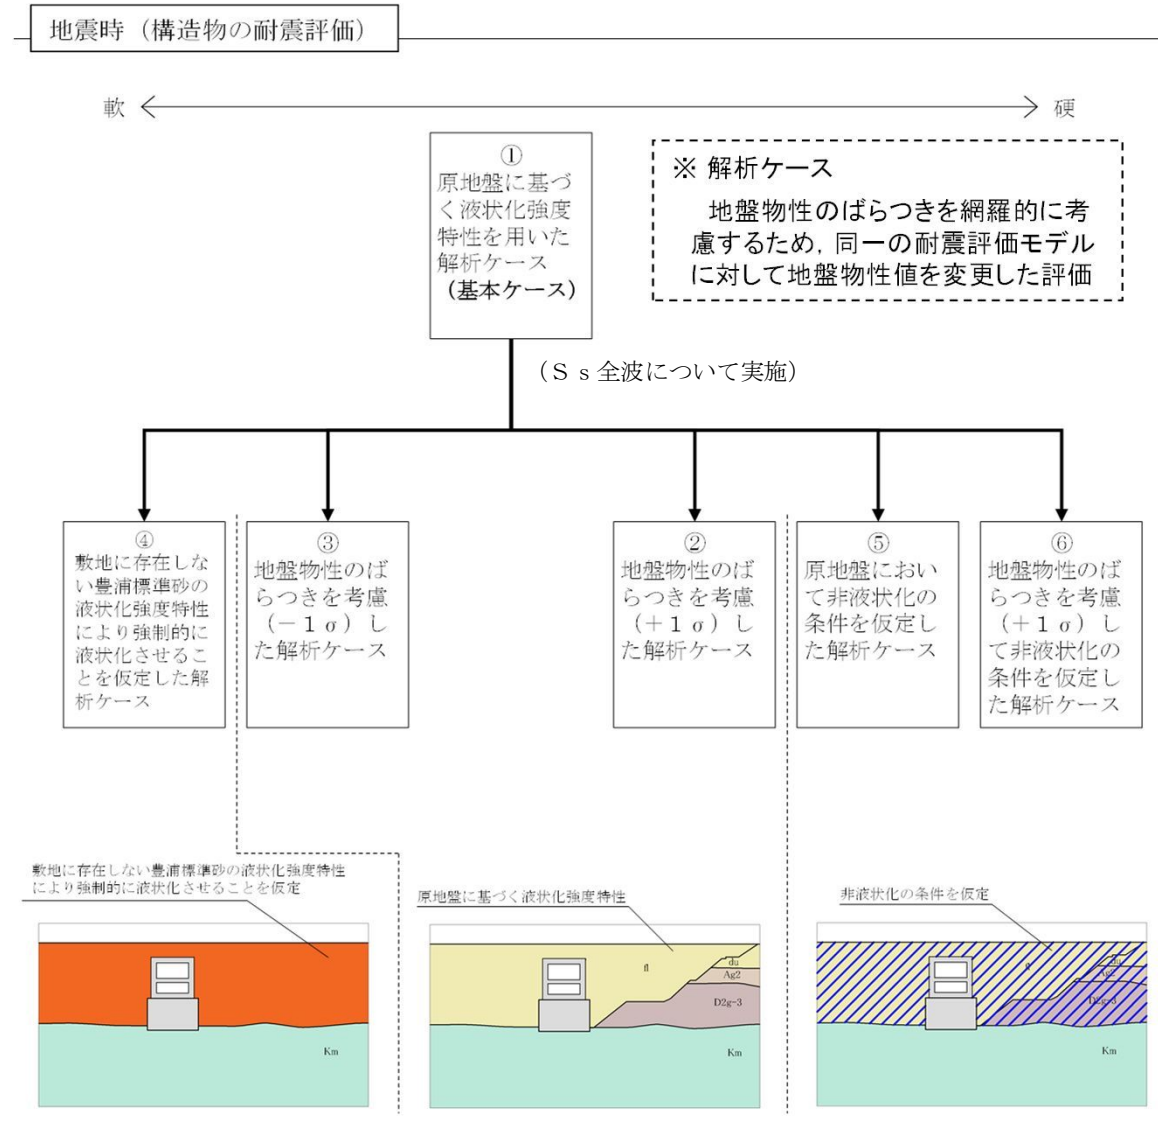 地震時（構造物の耐震評価）
軟
硬
①
原地盤に基づ
く液状化強度
特性を用いた
解析ケース
（基本ケース）
※ 解析ケース
地盤物性のばらつきを網羅的に考
慮するため，同一の耐震評価モデル
に対して地盤物性値を変更した評価
（Ｓｓ全波について実施）
④
敷地に存在しな
い豊浦標準砂の
液状化強度特性
により強制的に
液状化させるこ
とを仮定した解
析ケース
③
地盤物性のば
らつきを考慮
（－１σ）し
た解析ケース
②
地盤物性のば
らつきを考慮
（＋１σ）し
た解析ケース
⑤
原地盤におい
て非液状化の
条件を仮定し
た解析ケース
⑥
地盤物性のば
らつきを考慮
（＋１σ）し
て非液状化の
条件を仮定し
た解析ケース
敷地に存在しない豊浦標準砂の液状化強度特性
により強制的に液状化させることを仮定
Km
原地盤に基づく液状化強度特性
fl
du
Ag2
D2g-3
Km
非液状化の条件を仮定
fl
du
Ag2
D2g-3
Km